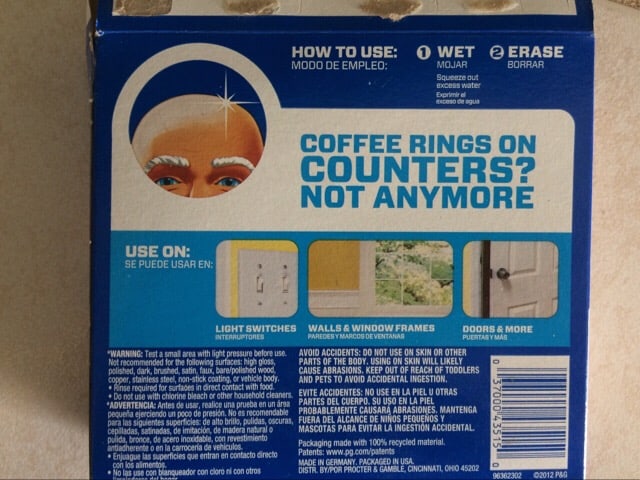 HOW TO USE: 1 WET 2 ERASE
MODO DE EMPLEO: MOJAR BORRAR
Squeeze out
excess water
Exprimir el
exceso de agua
COFFEE RINGS ON
COUNTERS?
NOT ANYMORE
USE ON:
SE PUEDE USAR EN:
LIGHT SWITCHES
INTERRUPTORES
WALLS & WINDOW FRAMES
PAREDES Y MARCOS DE VENTANAS
DOORS & MORE
PUERTAS Y MÁS
*WARNING: Test a small area with light pressure before use.
Not recommended for the following surfaces: high gloss,
polished, dark, brushed, satin, faux, bare/polished wood,
copper, stainless steel, non-stick coating, or vehicle body.
• Rinse required for surfaces in direct contact with food.
• Do not use with chlorine bleach or other household cleaners.
*ADVERTENCIA: Antes de usar, realice una prueba en un área
pequeña ejerciendo un poco de presión. No es recomendado
para las siguientes superficies: de alto brillo, pulidas, oscuras,
cepilladas, satinadas, de imitación, de madera natural o
pulida, bronce, de acero inoxidable, con revestimiento
antiadherente o en la carrocería de vehículos.
• Enjuague las superficies que entran en contacto directo
con los alimentos.
• No las use con blanqueador con cloro ni con otros
AVOID ACCIDENTS: DO NOT USE ON SKIN OR OTHER
PARTS OF THE BODY. USING ON SKIN WILL LIKELY
CAUSE ABRASIONS. KEEP OUT OF REACH OF TODDLERS
AND PETS TO AVOID ACCIDENTAL INGESTION.
EVITE ACCIDENTES: NO USE EN LA PIEL U OTRAS
PARTES DEL CUERPO. SU USO EN LA PIEL
PROBABLEMENTE CAUSARÁ ABRASIONES. MANTENGA
FUERA DEL ALCANCE DE NIÑOS PEQUEÑOS Y
MASCOTAS PARA EVITAR LA INGESTIÓN ACCIDENTAL.
Packaging made with 100% recycled material.
Patents: www.pg.com/patents
MADE IN GERMANY. PACKAGED IN USA.
DISTR. BY/POR PROCTER & GAMBLE, CINCINNATI, OHIO 45202
0 37000 43515 0
96362302 ©2012 P&G